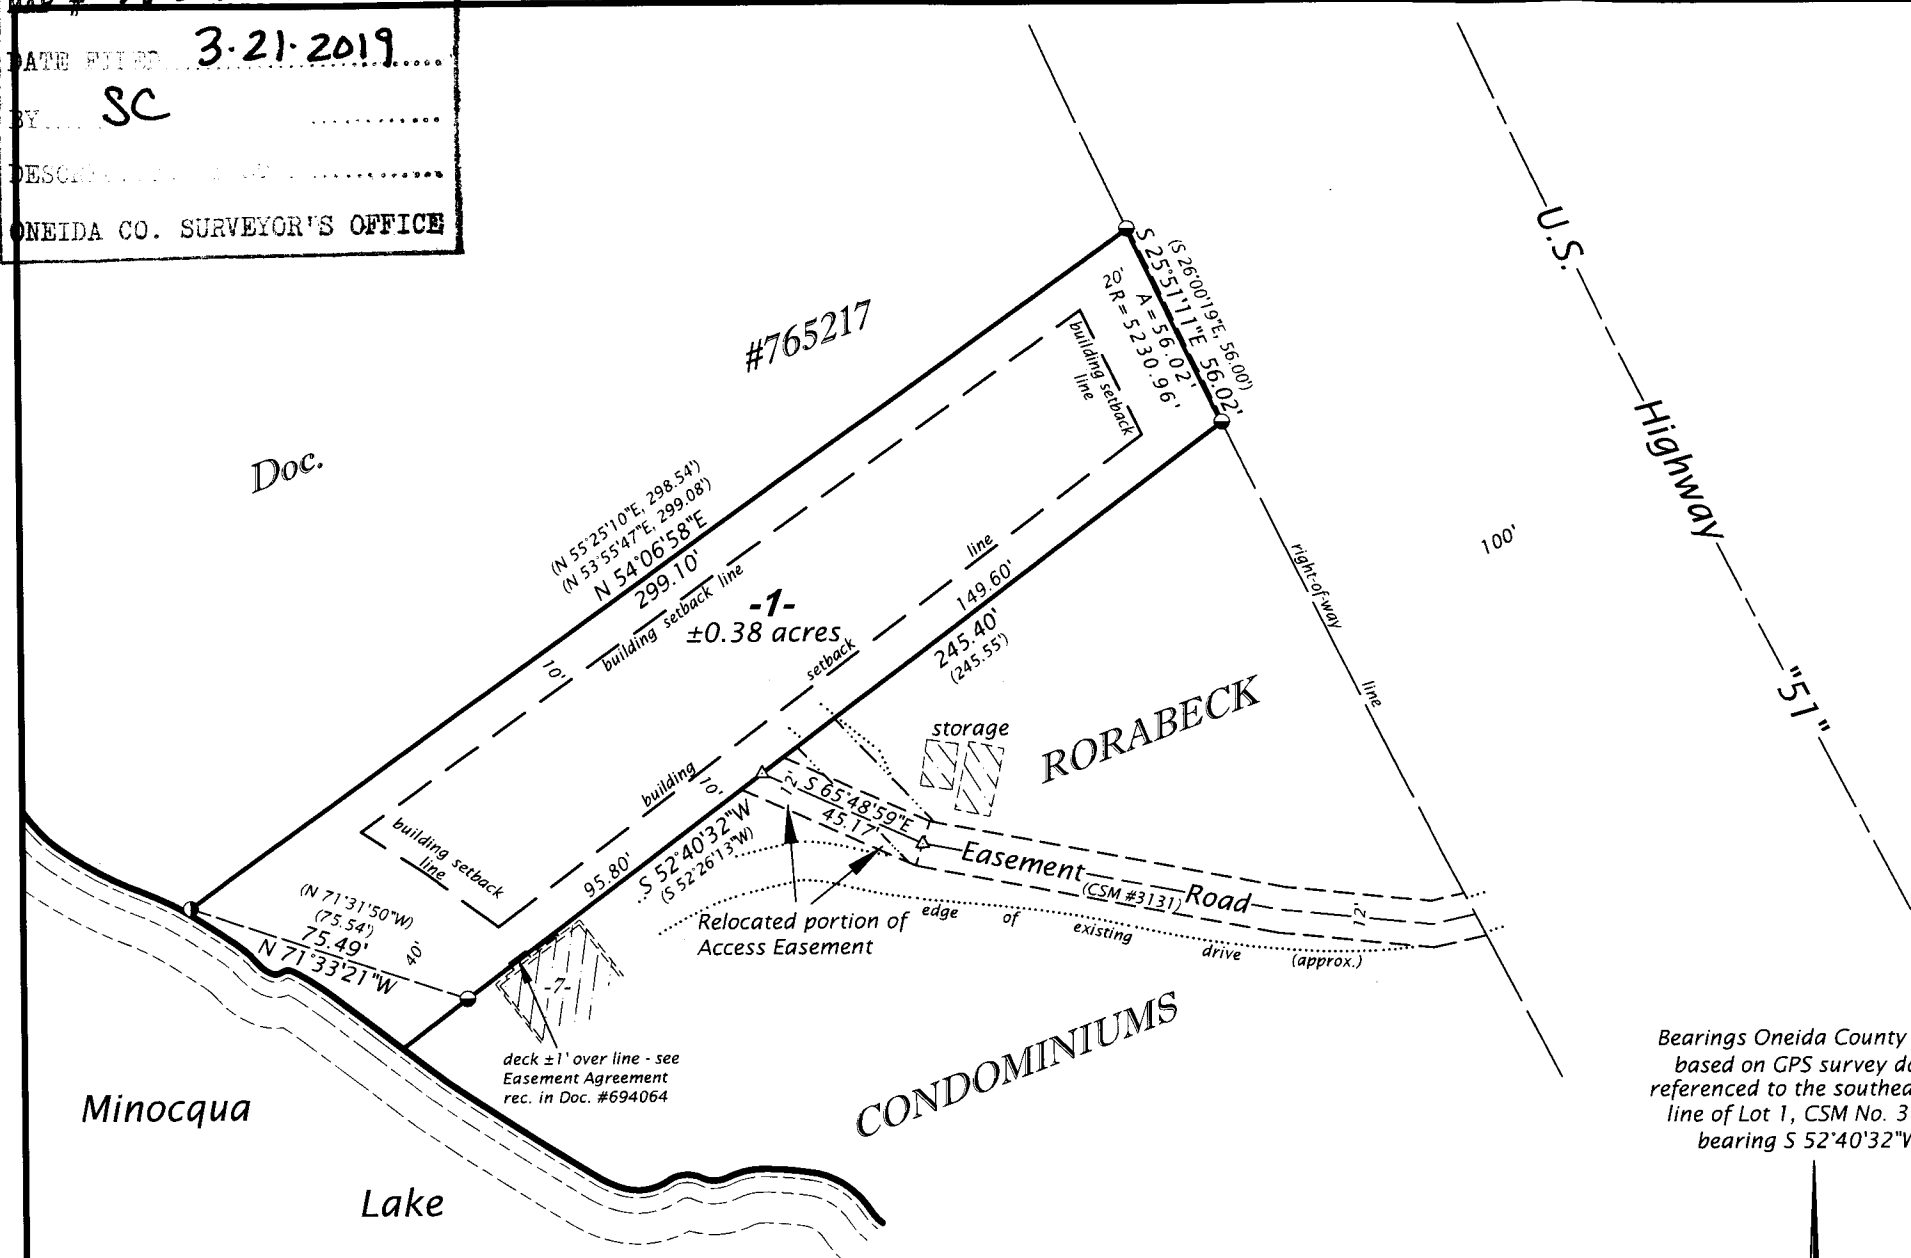 DATE FILED 3·21·2019
BY SC
ONEIDA CO. SURVEYOR'S OFFICE
Doc.
#765217
U.S.
Highway
"51"
(S 26°00'19"E, 56.00')
S 25°51'11"E 56.02'
A = 56.02'
R = 5230.96'
20'
building setback
line
(N 55°25'10"E, 298.54')
(N 53°55'47"E, 299.08')
N 54°06'58"E
299.10'
building setback line
10'
-1-
±0.38 acres
line
setback
building
10'
149.60'
245.40'
(245.55')
right-of-way
line
100'
storage
RORABECK
CONDOMINIUMS
12'
S 65°48'59"E
45.17'
Easement Road
(CSM #3131)
12'
95.80'
S 52°40'32"W
(S 52°26'13"W)
Relocated portion of
Access Easement
edge of existing drive (approx.)
building setback
line
(N 71°31'50"W)
(75.54')
75.49'
N 71°33'21"W
40'
-7-
deck ±1' over line - see
Easement Agreement
rec. in Doc. #694064
Minocqua
Lake
Bearings Oneida County
based on GPS survey da
referenced to the southea
line of Lot 1, CSM No. 3
bearing S 52°40'32"W